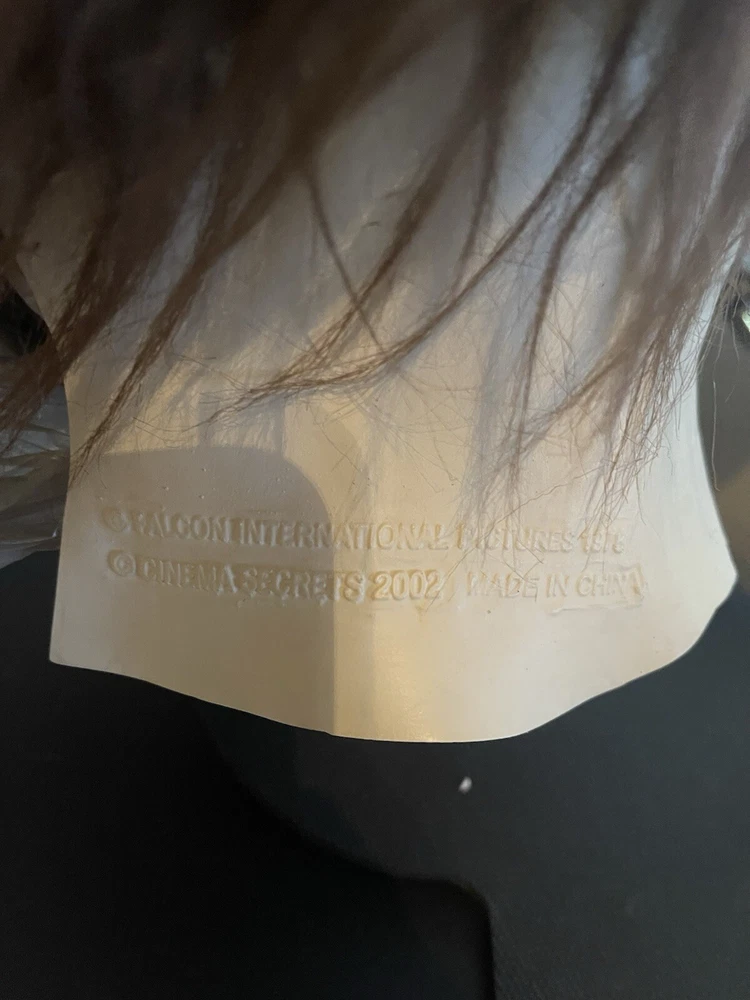 © FALCON INTERNATIONAL PICTURES 1978
© CINEMA SECRETS 2002 MADE IN CHINA